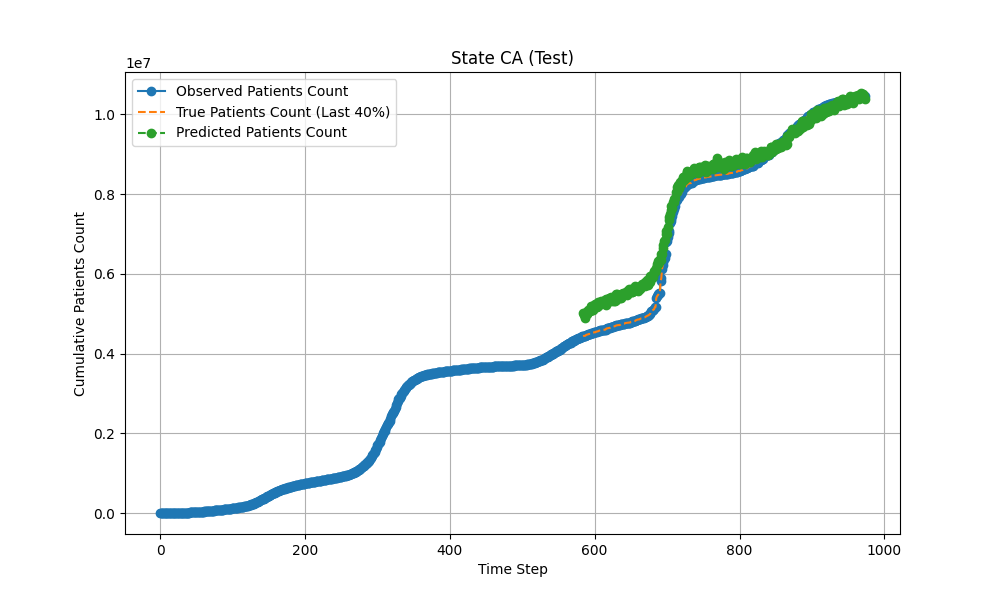 State CA (Test)
1e7
Observed Patients Count
True Patients Count (Last 40%)
Predicted Patients Count
1.0
0.8
0.6
0.4
0.2
0.0
Cumulative Patients Count
0 200 400 600 800 1000
Time Step